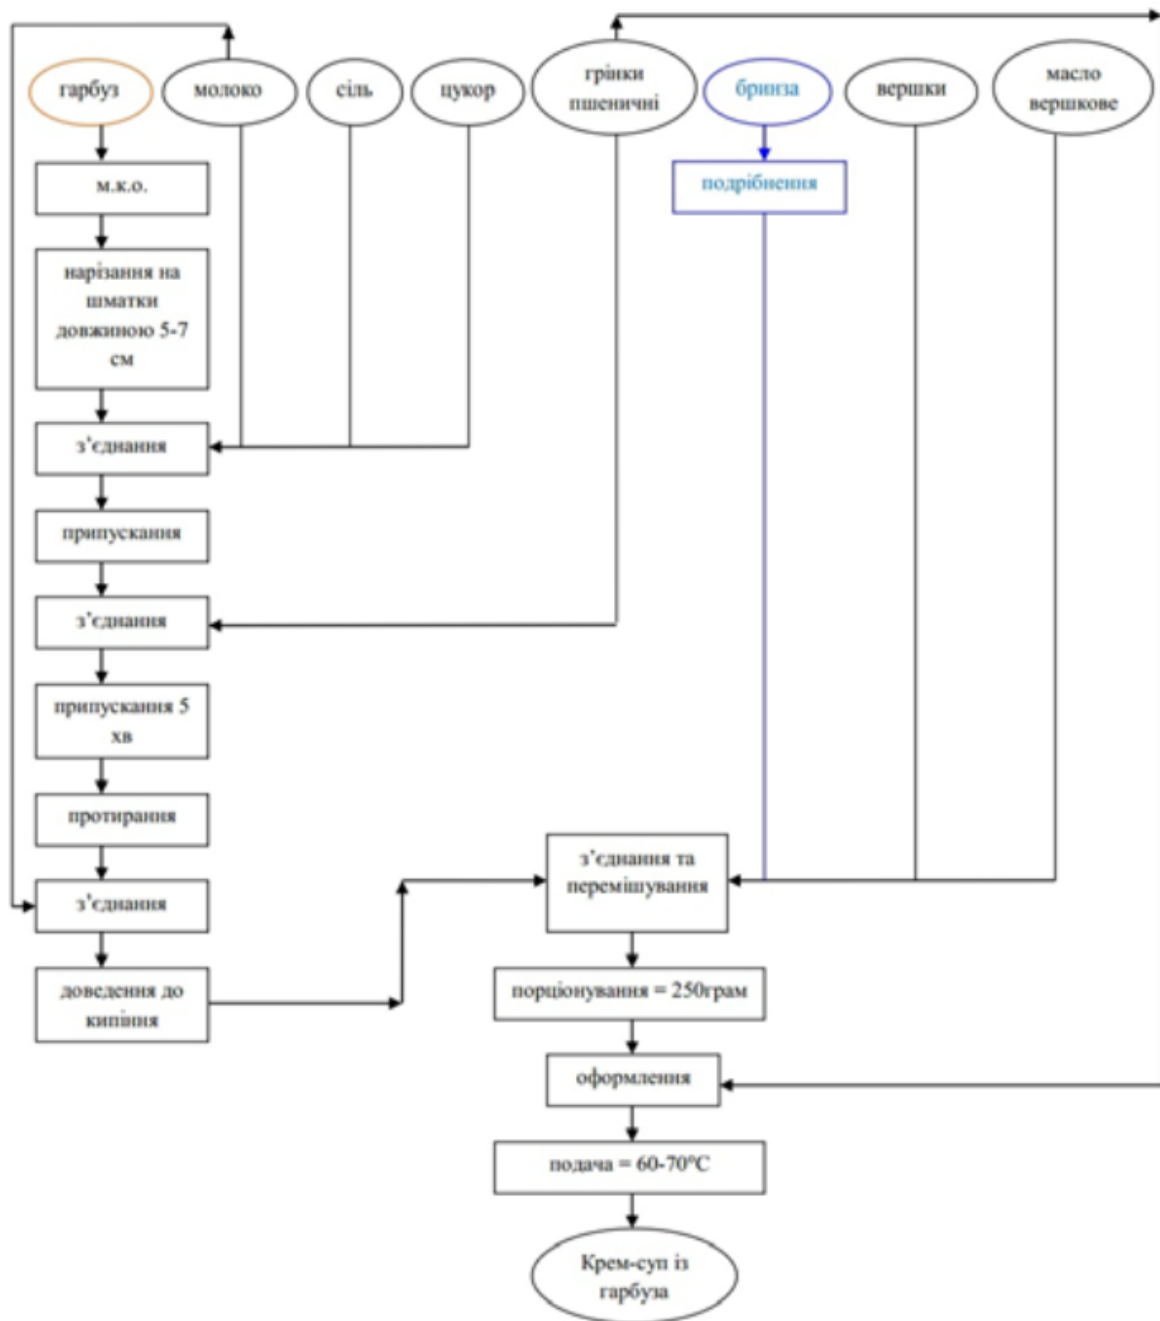 гарбуз
молоко
сіль
цукор
грінки
пшеничні
бринза
вершки
масло
вершкове
м.к.о.
подрібнення
нарізання на
шматки
довжиною 5-7
см
з'єднання
припускання
з'єднання
припускання 5
хв
протирання
з'єднання
доведення до
кипіння
з'єднання та
перемішування
порціонування = 250грам
оформлення
подача = 60-70°С
Крем-суп із
гарбуза